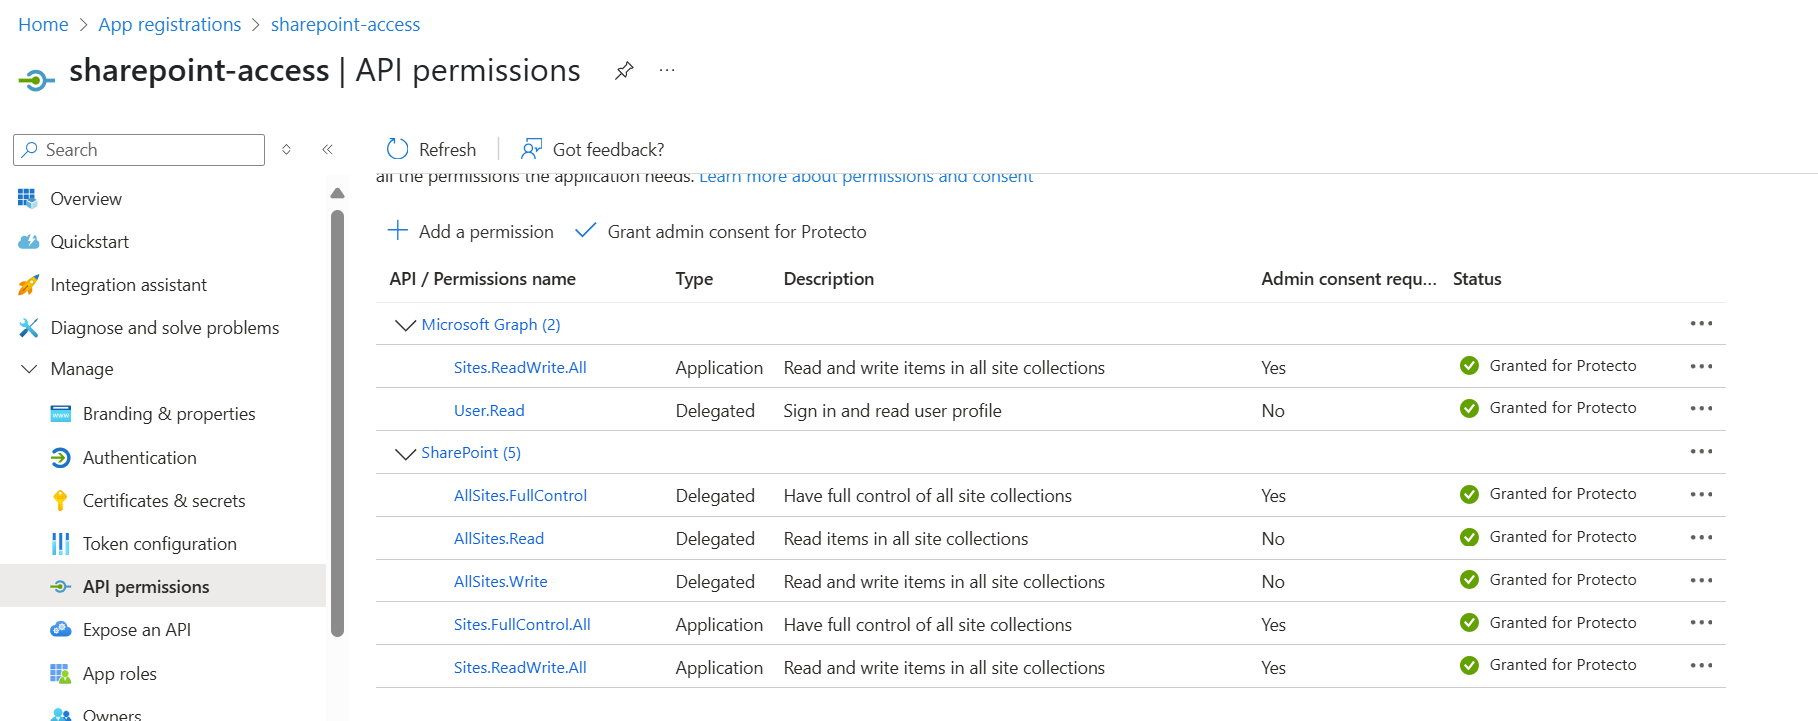 Home > App registrations > sharepoint-access
sharepoint-access | API permissions
Search
Refresh
Got feedback?
all the permissions the application needs. Learn more about permissions and consent
Overview
Quickstart
Integration assistant
Diagnose and solve problems
Manage
Branding & properties
Authentication
Certificates & secrets
Token configuration
API permissions
Expose an API
App roles
Owners
Add a permission
Grant admin consent for Protecto
API / Permissions name Type Description Admin consent requ... Status
Microsoft Graph (2)
Sites.ReadWrite.All Application Read and write items in all site collections Yes Granted for Protecto
User.Read Delegated Sign in and read user profile No Granted for Protecto
SharePoint (5)
AllSites.FullControl Delegated Have full control of all site collections Yes Granted for Protecto
AllSites.Read Delegated Read items in all site collections No Granted for Protecto
AllSites.Write Delegated Read and write items in all site collections No Granted for Protecto
Sites.FullControl.All Application Have full control of all site collections Yes Granted for Protecto
Sites.ReadWrite.All Application Read and write items in all site collections Yes Granted for Protecto